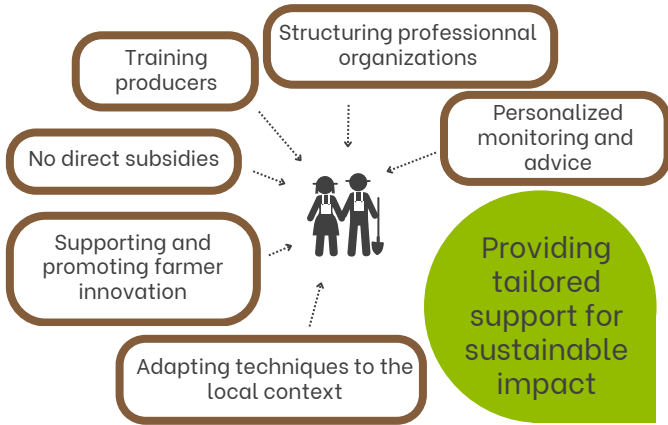 Structuring professionnal
organizations
Training
producers
Personalized
monitoring and
advice
No direct subsidies
Supporting and
promoting farmer
innovation
Adapting techniques to the
local context
Providing
tailored
support for
sustainable
impact